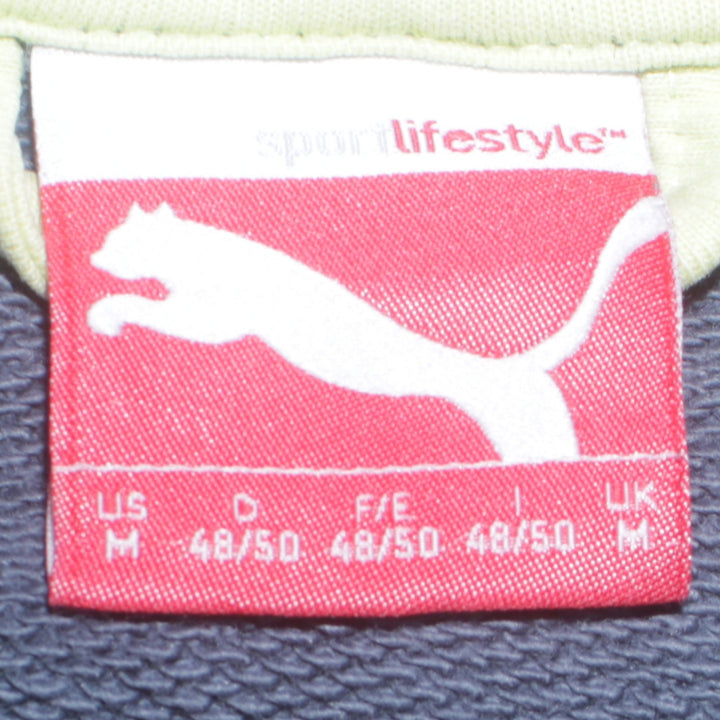 sportlifestyle™
US D F/E I UK
M 48/50 48/50 48/50 M